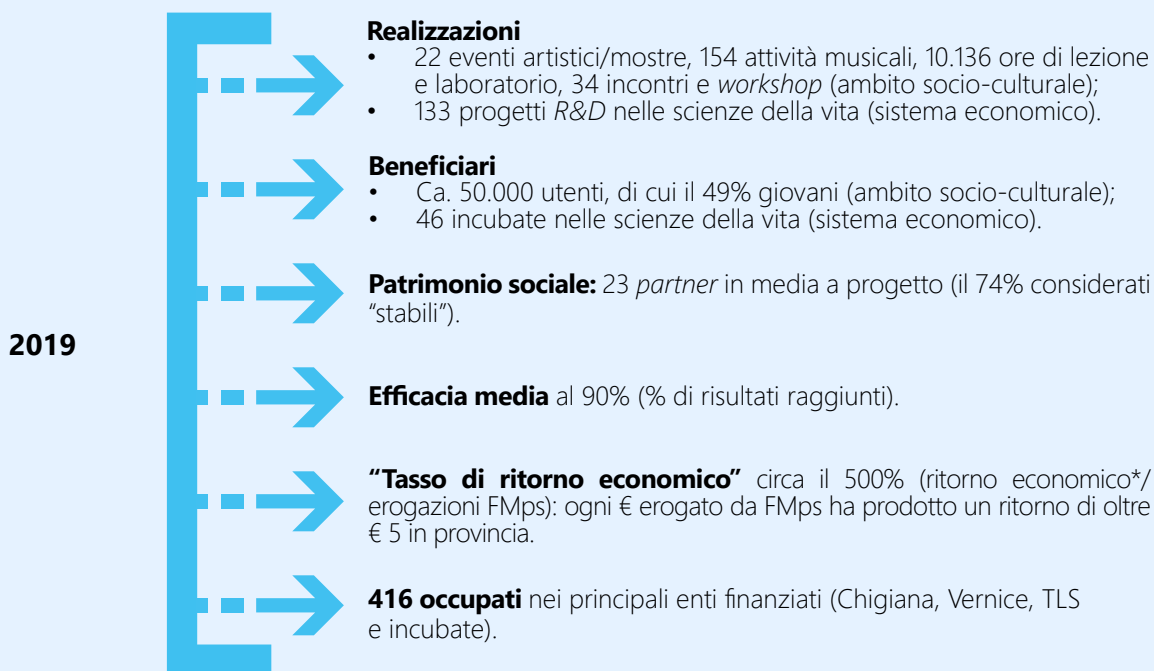 Realizzazioni
• 22 eventi artistici/mostre, 154 attività musicali, 10.136 ore di lezione
e laboratorio, 34 incontri e workshop (ambito socio-culturale);
• 133 progetti R&D nelle scienze della vita (sistema economico).
Beneficiari
• Ca. 50.000 utenti, di cui il 49% giovani (ambito socio-culturale);
• 46 incubate nelle scienze della vita (sistema economico).
Patrimonio sociale: 23 partner in media a progetto (il 74% considerati
“stabili”).
2019
Efficacia media al 90% (% di risultati raggiunti).
“Tasso di ritorno economico” circa il 500% (ritorno economico*/
erogazioni FMps): ogni € erogato da FMps ha prodotto un ritorno di oltre
€ 5 in provincia.
416 occupati nei principali enti finanziati (Chigiana, Vernice, TLS
e incubate).